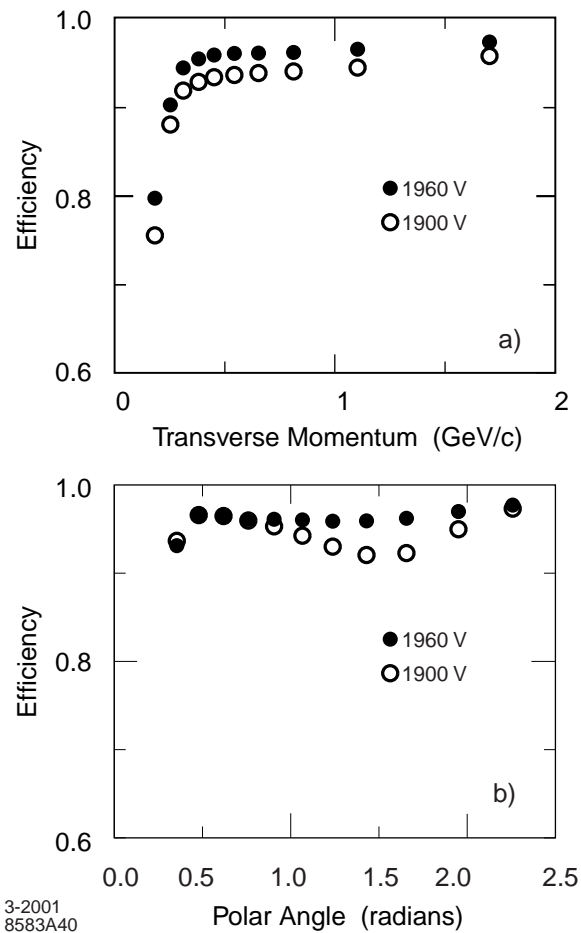 1.0
0.8
0.6
Efficiency
1960 V
1900 V
a)
0
1
2
Transverse Momentum (GeV/c)
1.0
0.8
0.6
Efficiency
1960 V
1900 V
b)
0.0
0.5
1.0
1.5
2.0
2.5
Polar Angle (radians)
3-2001
8583A40